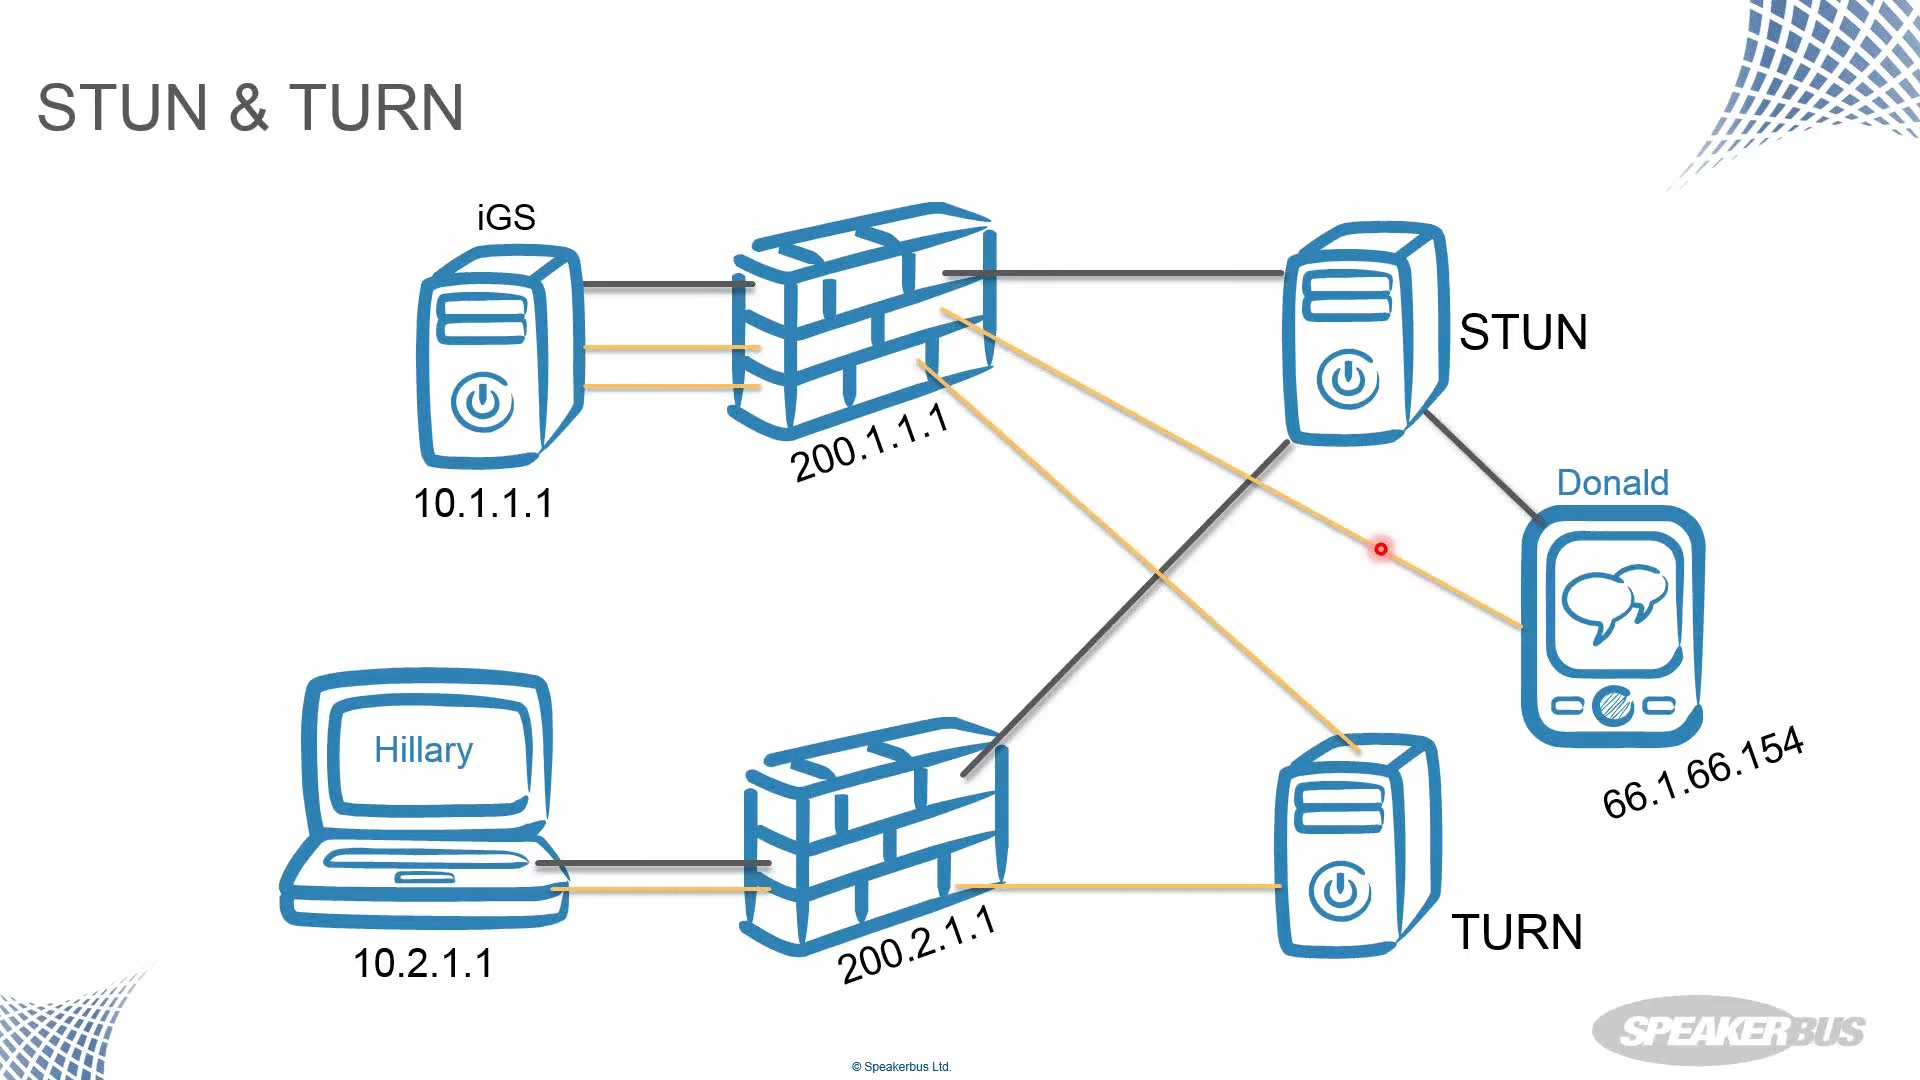 STUN & TURN
iGS
10.1.1.1
200.1.1.1
STUN
Donald
66.1.66.154
Hillary
10.2.1.1
200.2.1.1
TURN
SPEAKERBUS
© Speakerbus Ltd.